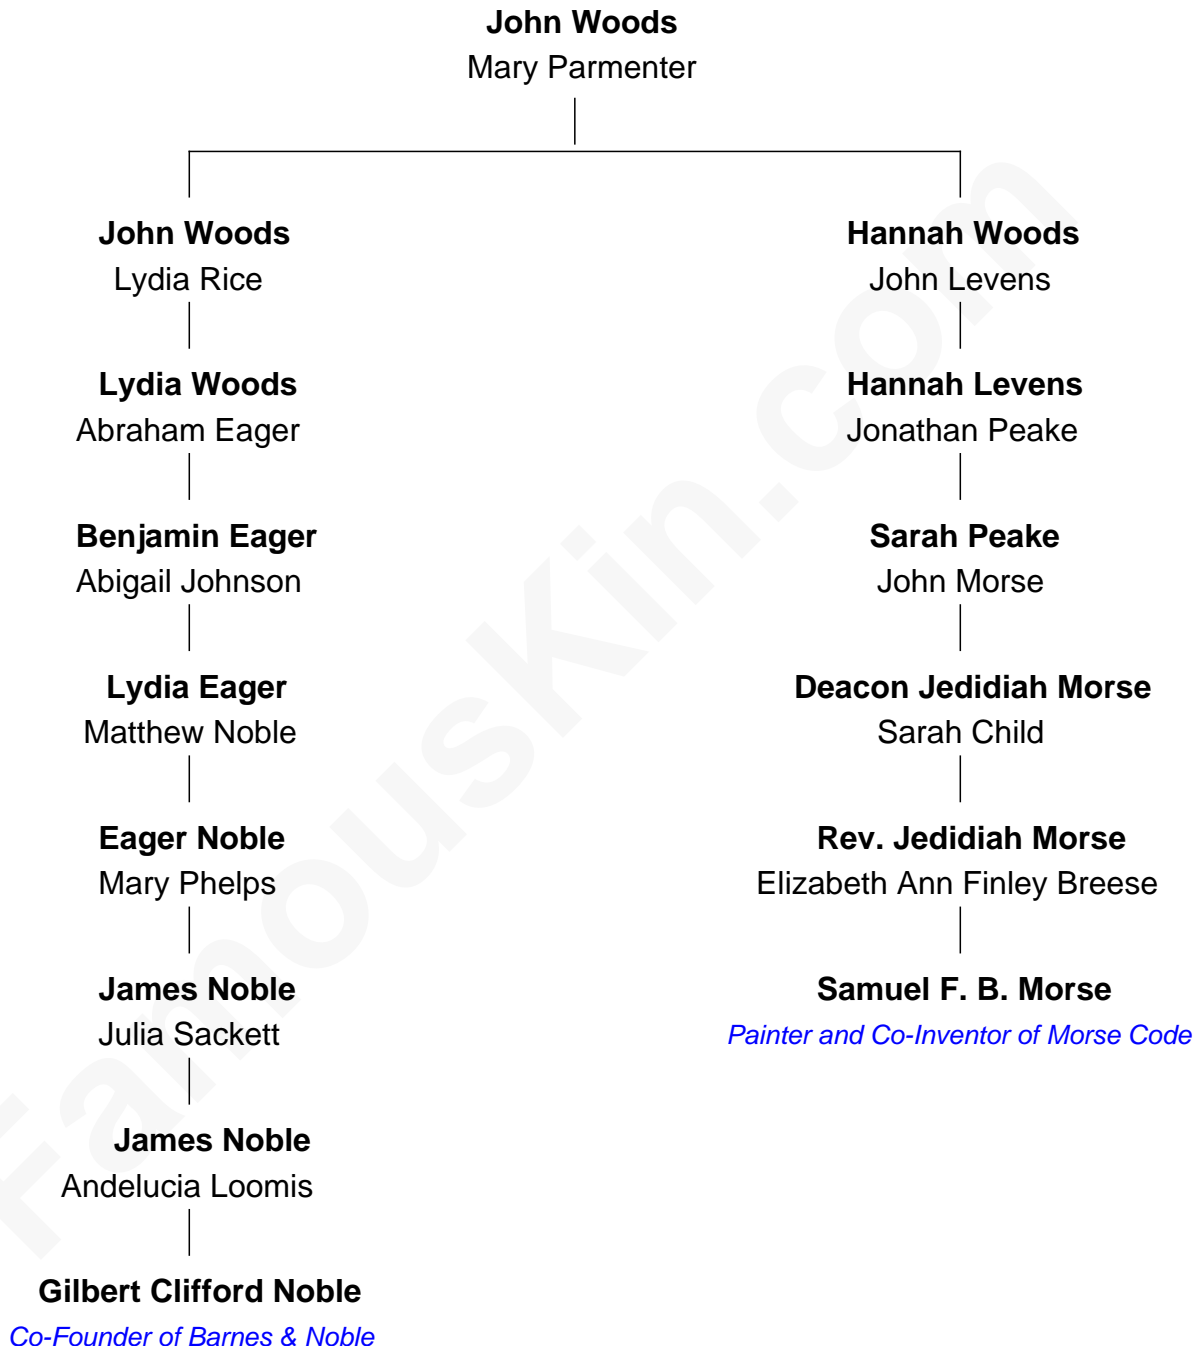 John Woods
Mary Parmenter
John Woods
Lydia Rice
Lydia Woods
Abraham Eager
Benjamin Eager
Abigail Johnson
Lydia Eager
Matthew Noble
Eager Noble
Mary Phelps
James Noble
Julia Sackett
James Noble
Andelucia Loomis
Gilbert Clifford Noble
Co-Founder of Barnes & Noble
Hannah Woods
John Levens
Hannah Levens
Jonathan Peake
Sarah Peake
John Morse
Deacon Jedidiah Morse
Sarah Child
Rev. Jedidiah Morse
Elizabeth Ann Finley Breese
Samuel F. B. Morse
Painter and Co-Inventor of Morse Code
FamousKin.com